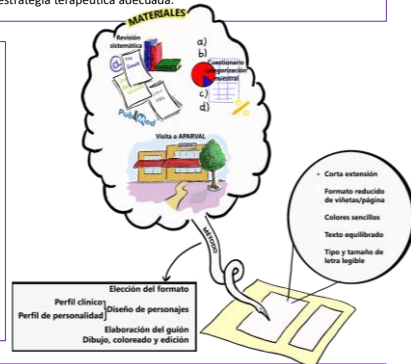 estrategia terapéutica adecuada.
MATERIALES
Revisión
sistemática
@
a)
b)
Cuestionario
categorización
muestral
c)
d)
PubMed
Visita a APARVAL
MÉTODO
• Corta extensión
Formato reducido
de viñetas/página
Colores sencillos
Texto equilibrado
Tipo y tamaño de
letra legible
Elección del formato
Perfil clínico
Perfil de personalidad
Diseño de personajes
Elaboración del guión
Dibujo, coloreado y edición